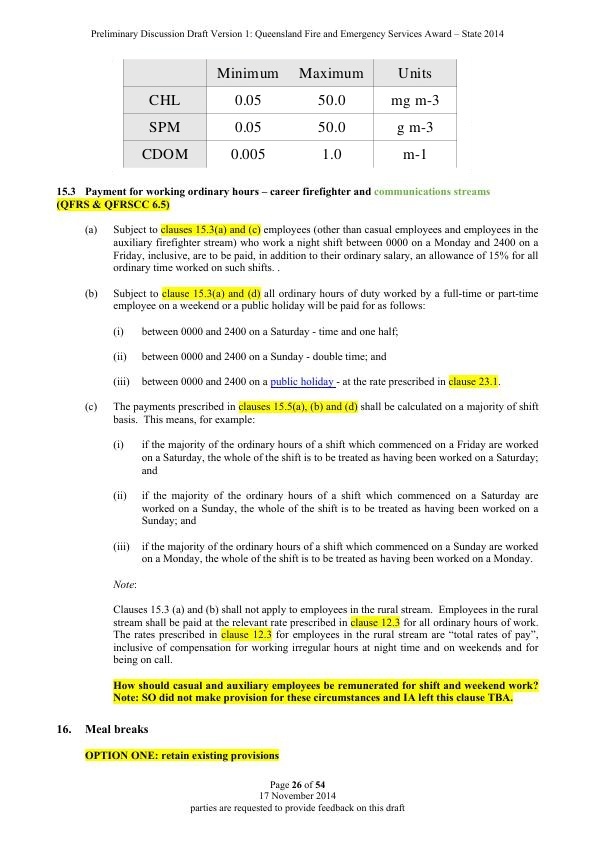 Preliminary Discussion Draft Version 1: Queensland Fire and Emergency Services Award – State 2014
Minimum Maximum Units
CHL 0.05 50.0 mg m-3
SPM 0.05 50.0 g m-3
CDOM 0.005 1.0 m-1
15.3 Payment for working ordinary hours – career firefighter and communications streams
(QFRS & QFRSCC 6.5)
(a) Subject to clauses 15.3(a) and (c) employees (other than casual employees and employees in the
auxiliary firefighter stream) who work a night shift between 0000 on a Monday and 2400 on a
Friday, inclusive, are to be paid, in addition to their ordinary salary, an allowance of 15% for all
ordinary time worked on such shifts. .
(b) Subject to clause 15.3(a) and (d) all ordinary hours of duty worked by a full-time or part-time
employee on a weekend or a public holiday will be paid for as follows:
(i) between 0000 and 2400 on a Saturday - time and one half;
(ii) between 0000 and 2400 on a Sunday - double time; and
(iii) between 0000 and 2400 on a public holiday - at the rate prescribed in clause 23.1.
(c) The payments prescribed in clauses 15.5(a), (b) and (d) shall be calculated on a majority of shift
basis. This means, for example:
(i) if the majority of the ordinary hours of a shift which commenced on a Friday are worked
on a Saturday, the whole of the shift is to be treated as having been worked on a Saturday;
and
(ii) if the majority of the ordinary hours of a shift which commenced on a Saturday are
worked on a Sunday, the whole of the shift is to be treated as having been worked on a
Sunday; and
(iii) if the majority of the ordinary hours of a shift which commenced on a Sunday are worked
on a Monday, the whole of the shift is to be treated as having been worked on a Monday.
Note:
Clauses 15.3 (a) and (b) shall not apply to employees in the rural stream. Employees in the rural
stream shall be paid at the relevant rate prescribed in clause 12.3 for all ordinary hours of work.
The rates prescribed in clause 12.3 for employees in the rural stream are “total rates of pay”,
inclusive of compensation for working irregular hours at night time and on weekends and for
being on call.
How should casual and auxiliary employees be remunerated for shift and weekend work?
Note: SO did not make provision for these circumstances and IA left this clause TBA.
16. Meal breaks
OPTION ONE: retain existing provisions
Page 26 of 54
17 November 2014
parties are requested to provide feedback on this draft